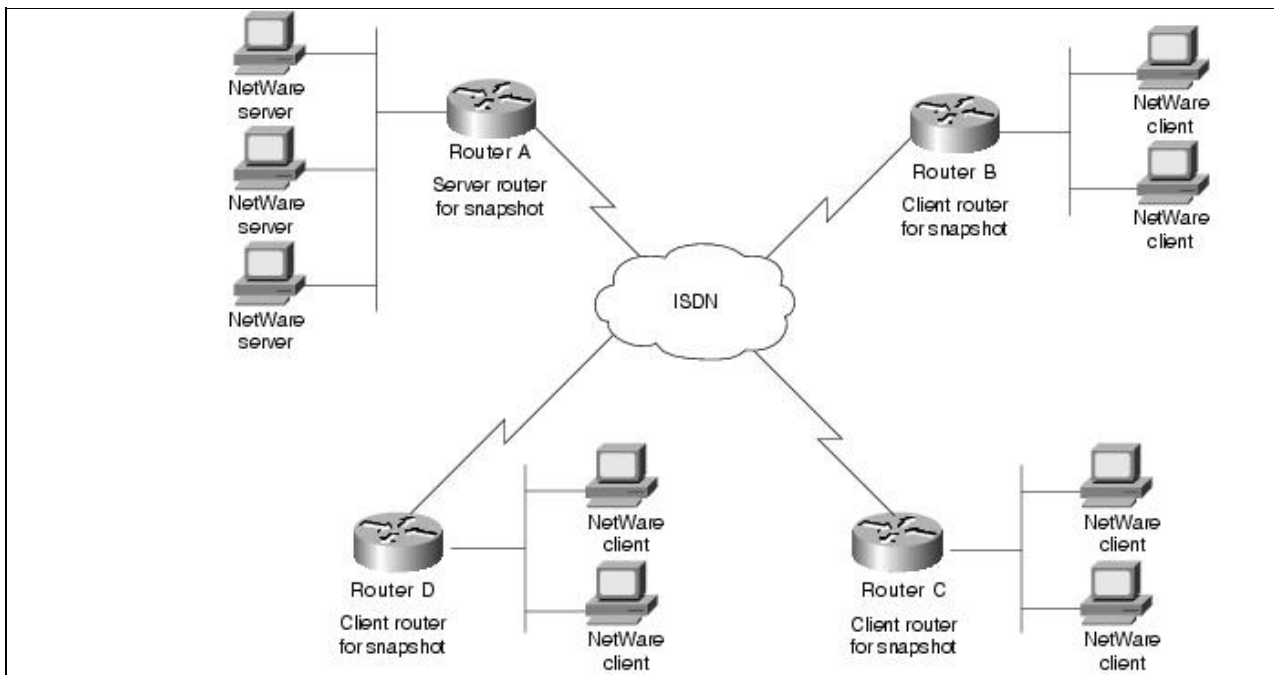 NetWare
server
NetWare
server
NetWare
server
Router A
Server router
for snapshot
Router B
Client router
for snapshot
NetWare
client
NetWare
client
ISDN
Router D
Client router
for snapshot
NetWare
client
NetWare
client
Router C
Client router
for snapshot
NetWare
client
NetWare
client